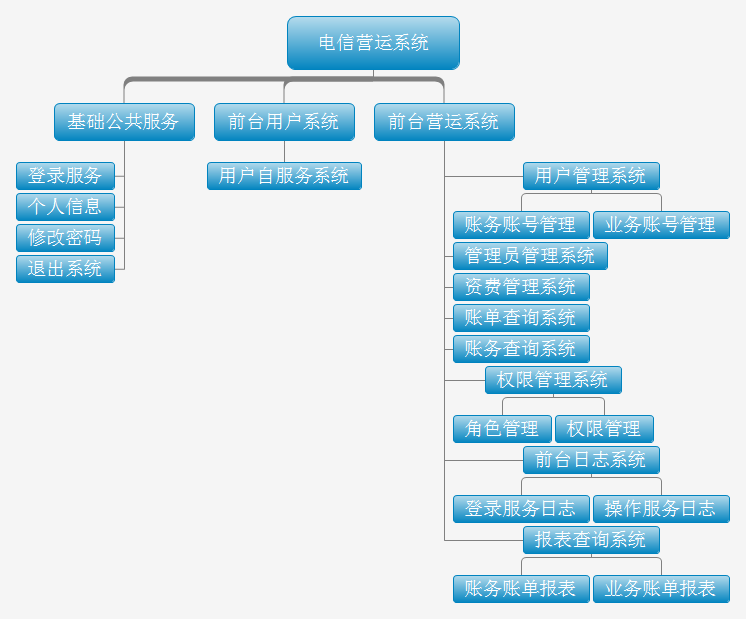 电信营运系统
基础公共服务
前台用户系统
前台营运系统
登录服务
个人信息
修改密码
退出系统
用户自服务系统
用户管理系统
账务账号管理
业务账号管理
管理员管理系统
资费管理系统
账单查询系统
账务查询系统
权限管理系统
角色管理
权限管理
前台日志系统
登录服务日志
操作服务日志
报表查询系统
账务账单报表
业务账单报表